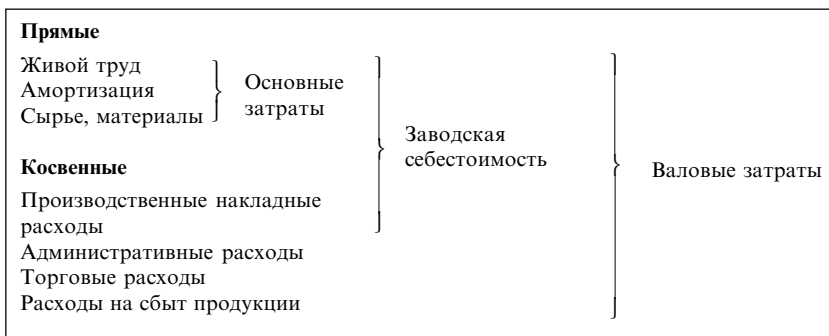 Прямые
Живой труд
Амортизация
Сырье, материалы
Основные
затраты
Заводская
себестоимость
Валовые затраты
Косвенные
Производственные накладные
расходы
Административные расходы
Торговые расходы
Расходы на сбыт продукции